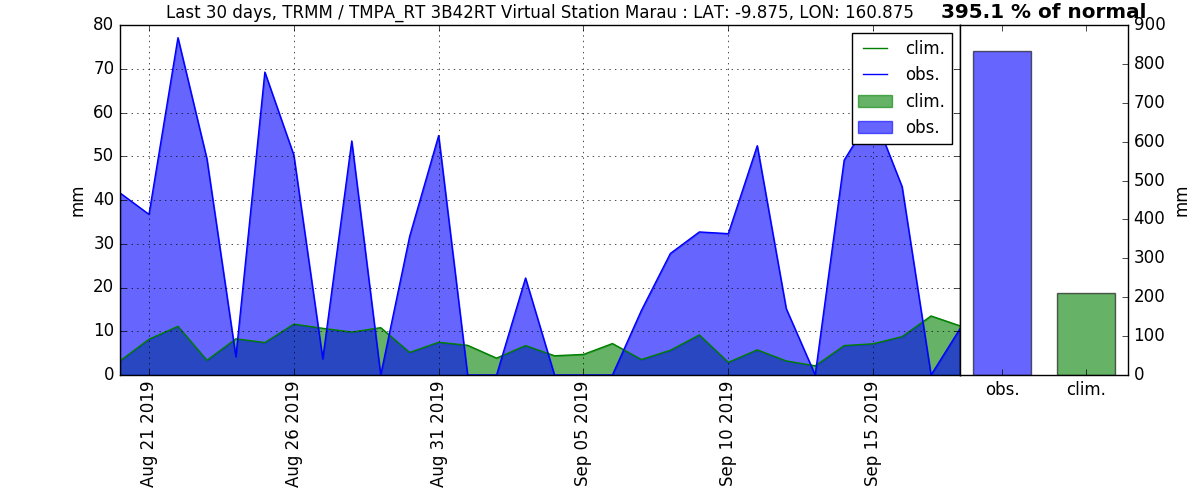 Last 30 days, TRMM / TMPA_RT 3B42RT Virtual Station Marau : LAT: -9.875, LON: 160.875
395.1 % of normal
80
70
60
50
40
30
20
10
0
mm
clim.
obs.
clim.
obs.
Aug 21 2019
Aug 26 2019
Aug 31 2019
Sep 05 2019
Sep 10 2019
Sep 15 2019
900
800
700
600
500
400
300
200
100
0
mm
obs.
clim.